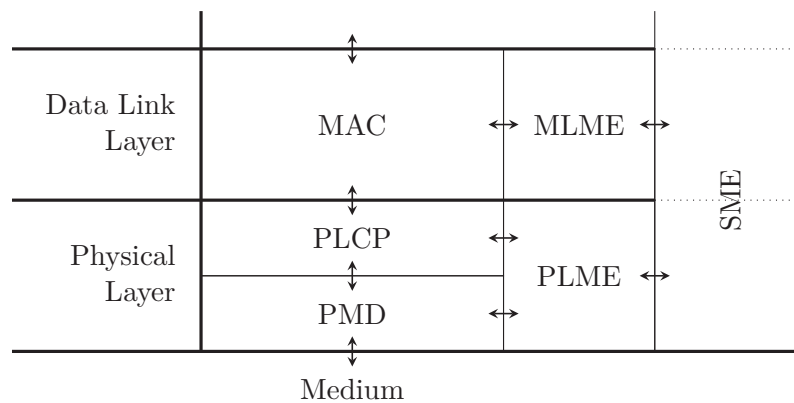 Data Link
Layer
MAC
MLME
SME
Physical
Layer
PLCP
PLME
PMD
Medium